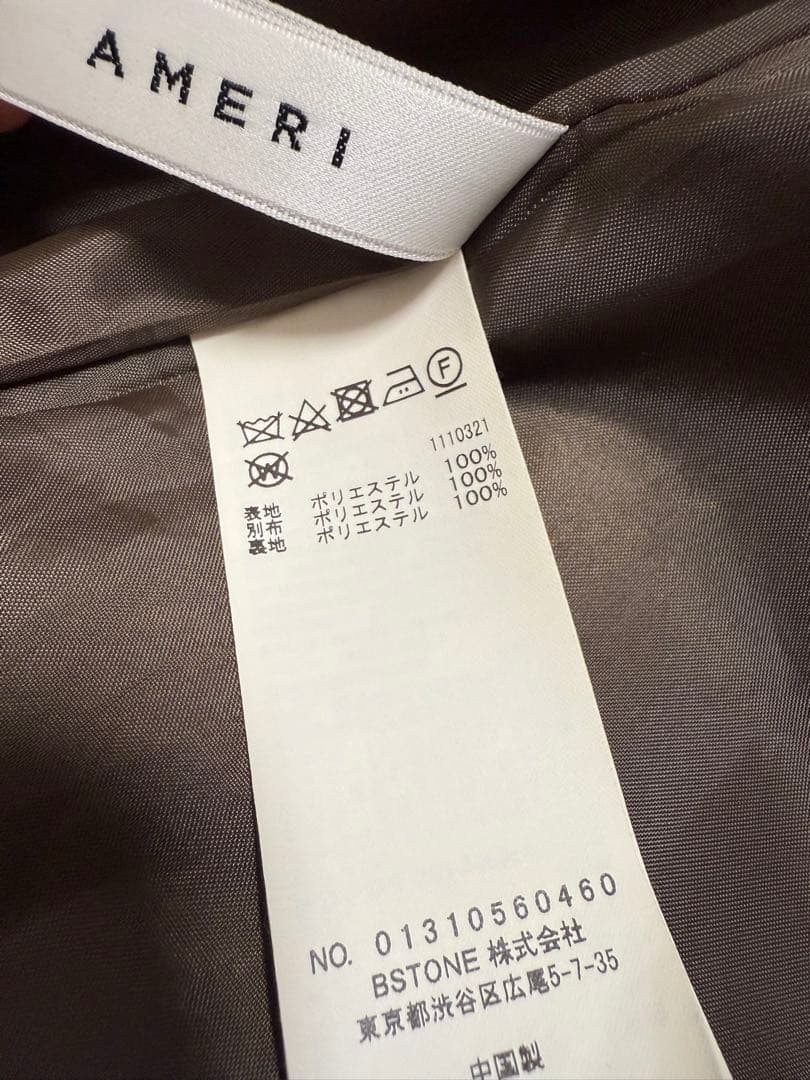 AMERI
F
1110321
W
表地 ポリエステル 100%
別布 ポリエステル 100%
裏地 ポリエステル 100%
NO. 01310560460
BSTONE 株式会社
東京都渋谷区広尾5-7-35
中国製